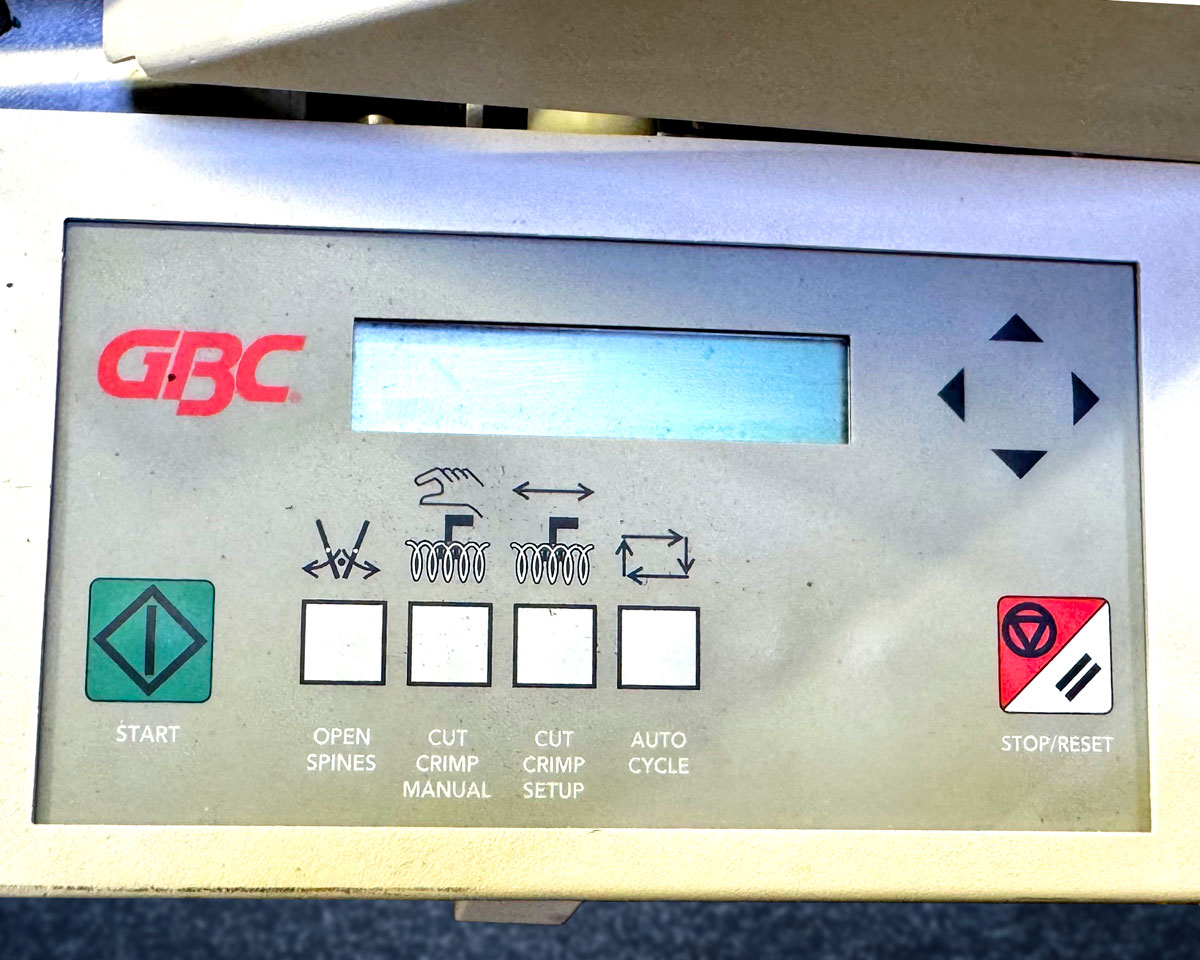 GBC®
START
OPEN
SPINES
CUT
CRIMP
MANUAL
CUT
CRIMP
SETUP
AUTO
CYCLE
STOP/RESET